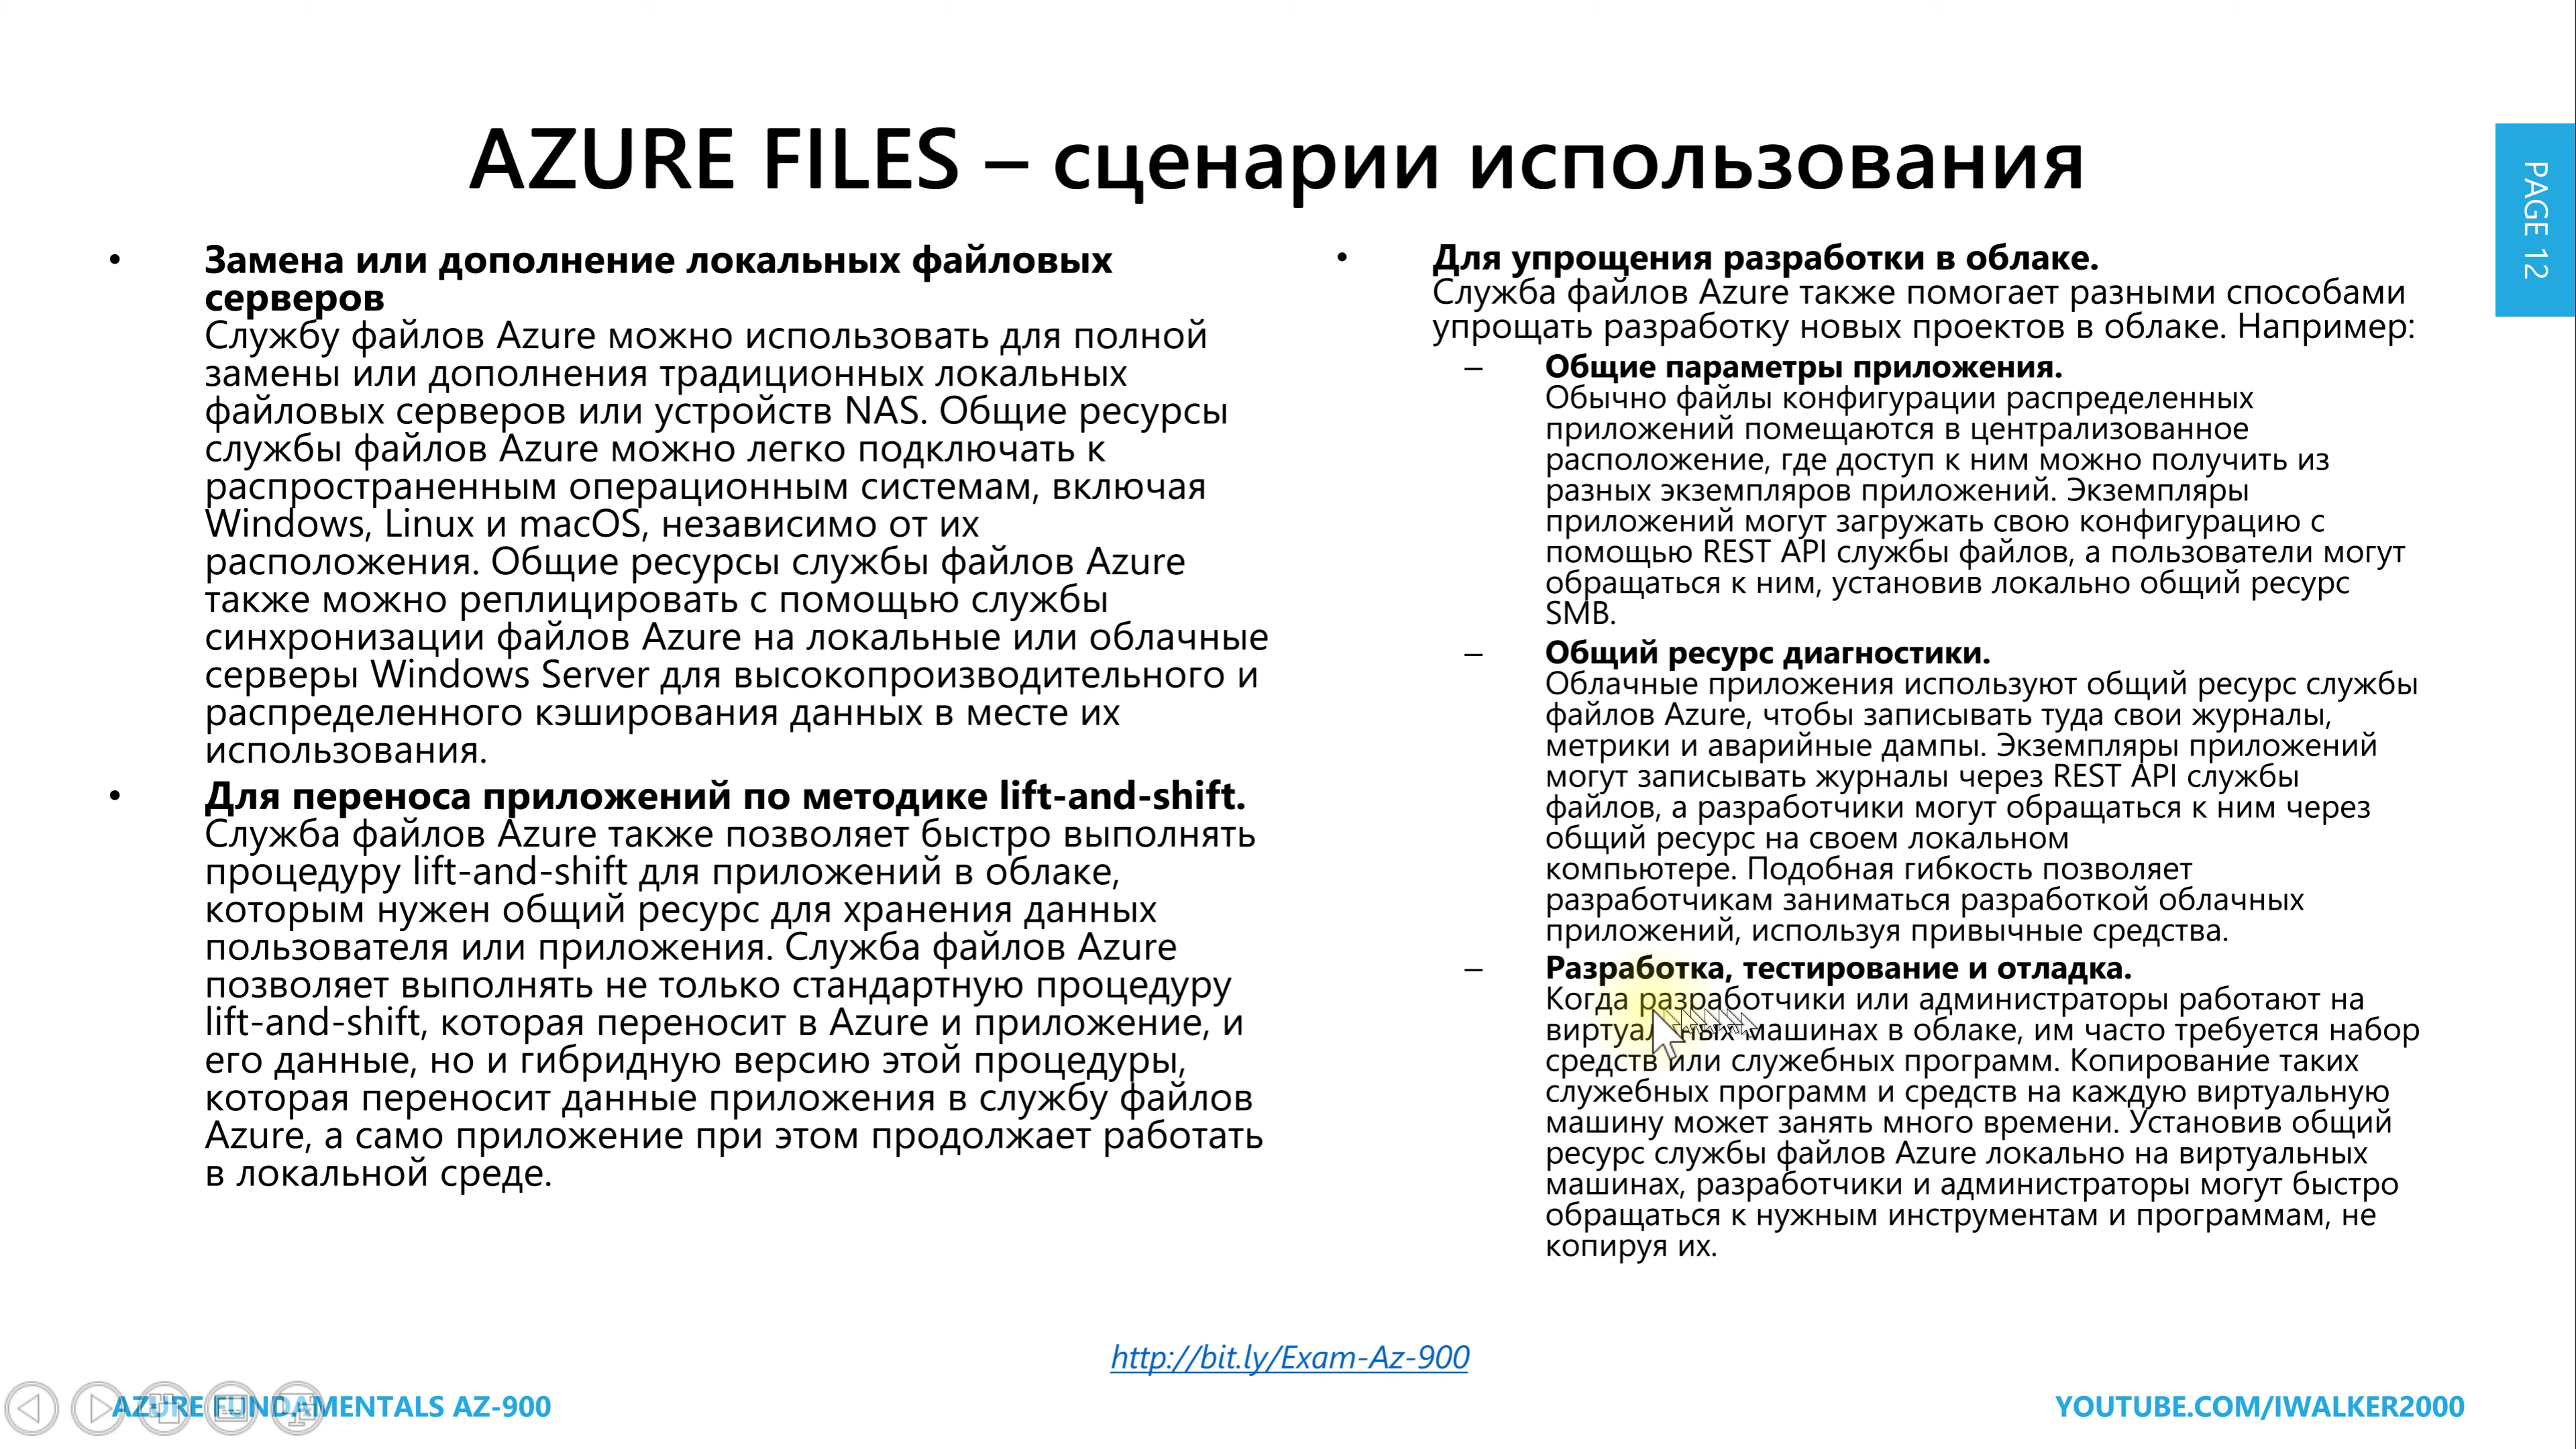 AZURE FILES – сценарии использования
PAGE 12
• Замена или дополнение локальных файловых
серверов
Службу файлов Azure можно использовать для полной
замены или дополнения традиционных локальных
файловых серверов или устройств NAS. Общие ресурсы
службы файлов Azure можно легко подключать к
распространенным операционным системам, включая
Windows, Linux и macOS, независимо от их
расположения. Общие ресурсы службы файлов Azure
также можно реплицировать с помощью службы
синхронизации файлов Azure на локальные или облачные
серверы Windows Server для высокопроизводительного и
распределенного кэширования данных в месте их
использования.
• Для переноса приложений по методике lift-and-shift.
Служба файлов Azure также позволяет быстро выполнять
процедуру lift-and-shift для приложений в облаке,
которым нужен общий ресурс для хранения данных
пользователя или приложения. Служба файлов Azure
позволяет выполнять не только стандартную процедуру
lift-and-shift, которая переносит в Azure и приложение, и
его данные, но и гибридную версию этой процедуры,
которая переносит данные приложения в службу файлов
Azure, а само приложение при этом продолжает работать
в локальной среде.
• Для упрощения разработки в облаке.
Служба файлов Azure также помогает разными способами
упрощать разработку новых проектов в облаке. Например:
– Общие параметры приложения.
Обычно файлы конфигурации распределенных
приложений помещаются в централизованное
расположение, где доступ к ним можно получить из
разных экземпляров приложений. Экземпляры
приложений могут загружать свою конфигурацию с
помощью REST API службы файлов, а пользователи могут
обращаться к ним, установив локально общий ресурс
SMB.
– Общий ресурс диагностики.
Облачные приложения используют общий ресурс службы
файлов Azure, чтобы записывать туда свои журналы,
метрики и аварийные дампы. Экземпляры приложений
могут записывать журналы через REST API службы
файлов, а разработчики могут обращаться к ним через
общий ресурс на своем локальном
компьютере. Подобная гибкость позволяет
разработчикам заниматься разработкой облачных
приложений, используя привычные средства.
– Разработка, тестирование и отладка.
Когда разработчики или администраторы работают на
виртуальных машинах в облаке, им часто требуется набор
средств или служебных программ. Копирование таких
служебных программ и средств на каждую виртуальную
машину может занять много времени. Установив общий
ресурс службы файлов Azure локально на виртуальных
машинах, разработчики и администраторы могут быстро
обращаться к нужным инструментам и программам, не
копируя их.
http://bit.ly/Exam-Az-900
AZURE FUNDAMENTALS AZ-900
YOUTUBE.COM/IWALKER2000